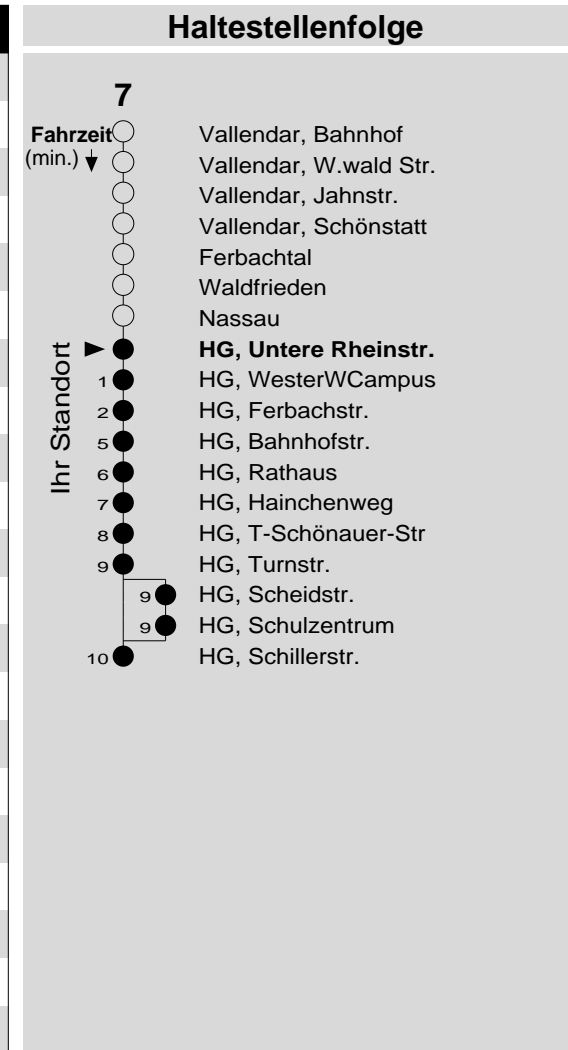 Haltestellenfolge
7
Fahrzeit
(min.)
Vallendar, Bahnhof
Vallendar, W.wald Str.
Vallendar, Jahnstr.
Vallendar, Schönstatt
Ferbachtal
Waldfrieden
Nassau
Ihr Standort
HG, Untere Rheinstr.
1 HG, WesterWCampus
2 HG, Ferbachstr.
5 HG, Bahnhofstr.
6 HG, Rathaus
7 HG, Hainchenweg
8 HG, T-Schönauer-Str
9 HG, Turnstr.
9 HG, Scheidstr.
9 HG, Schulzentrum
10 HG, Schillerstr.